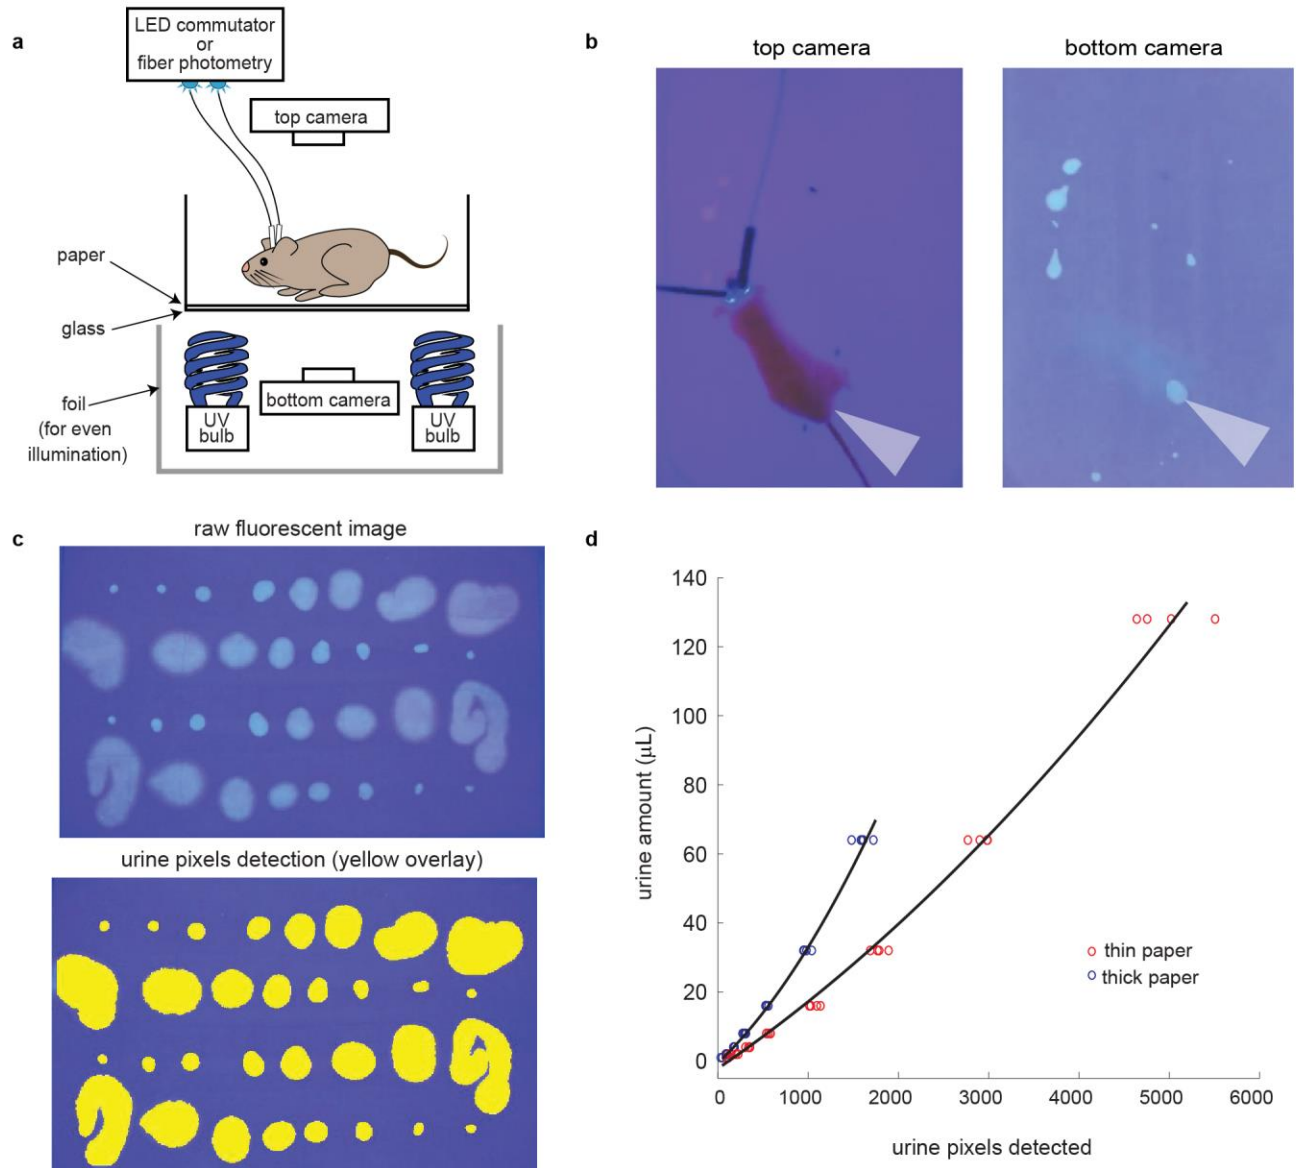 a
LED commutator
or
fiber photometry
top camera
paper
glass
foil
(for even
illumination)
bottom camera
UV
bulb
UV
bulb
b
top camera
bottom camera
c
raw fluorescent image
urine pixels detection (yellow overlay)
d
140
120
100
80
60
40
20
0
urine amount (µL)
thin paper
thick paper
0 1000 2000 3000 4000 5000 6000
urine pixels detected